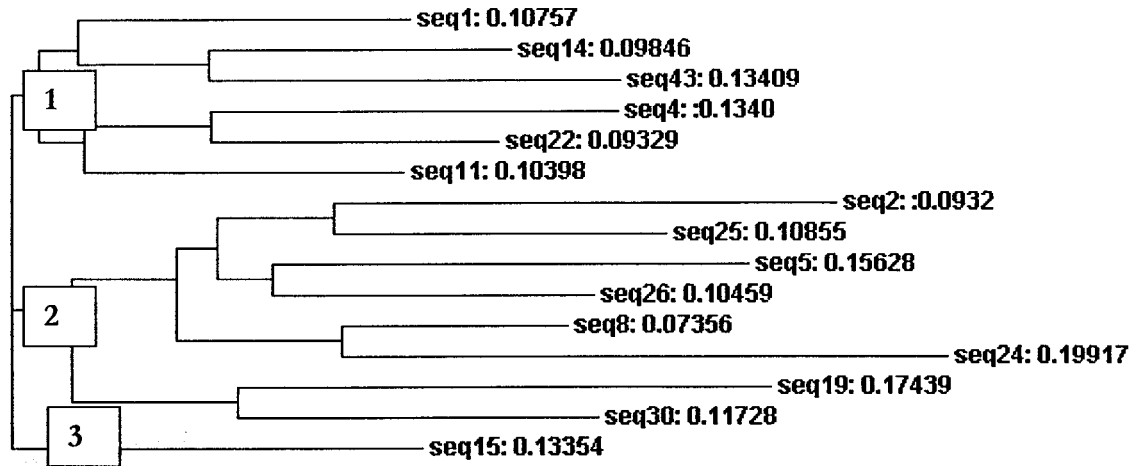 seq1: 0.10757
seq14: 0.09846
seq43: 0.13409
1
seq4: :0.1340
seq22: 0.09329
seq11: 0.10398
seq2: :0.0932
seq25: 0.10855
seq5: 0.15628
seq26: 0.10459
2
seq8: 0.07356
seq24: 0.19917
seq19: 0.17439
seq30: 0.11728
3
seq15: 0.13354